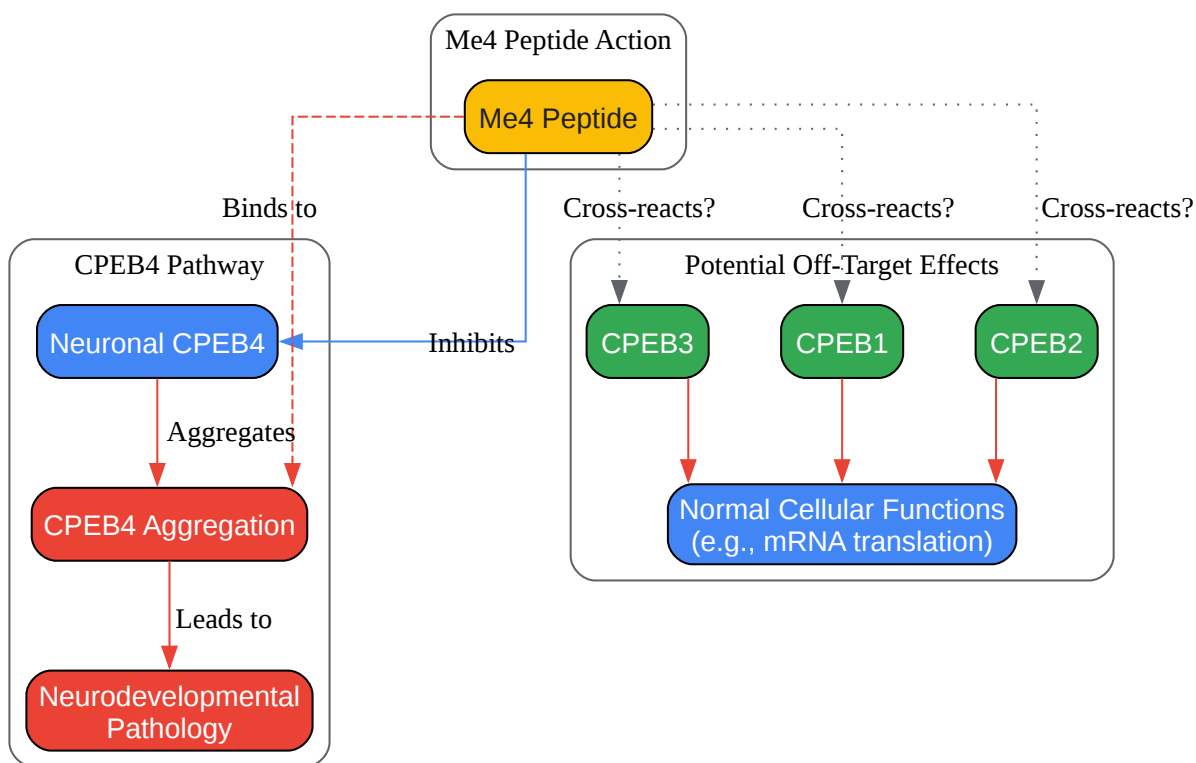 Me4 Peptide Action
Me4 Peptide
Binds to
Cross-reacts?
Cross-reacts?
Cross-reacts?
CPEB4 Pathway
Potential Off-Target Effects
Neuronal CPEB4
Inhibits
CPEB3
CPEB1
CPEB2
Aggregates
CPEB4 Aggregation
Normal Cellular Functions
(e.g., mRNA translation)
Leads to
Neurodevelopmental
Pathology